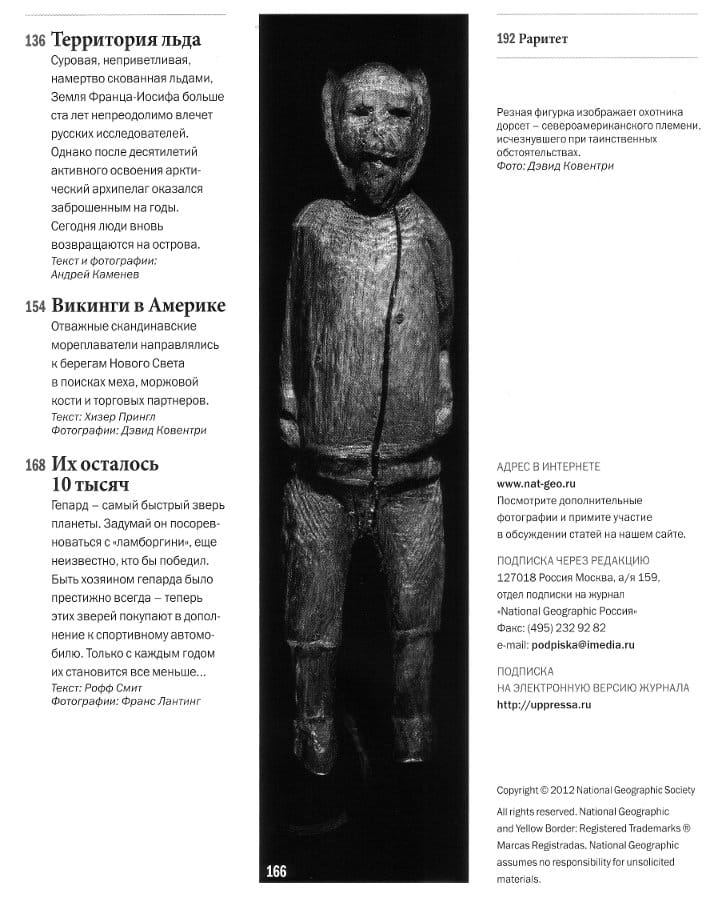 136 Территория льда
Суровая, неприветливая,
намертво скованная льдами,
Земля Франца-Иосифа больше
ста лет непреодолимо влечет
русских исследователей.
Однако после десятилетий
активного освоения аркти-
ческий архипелаг оказался
заброшенным на годы.
Сегодня люди вновь
возвращаются на острова.
Текст и фотографии:
Андрей Каменев
154 Викинги в Америке
Отважные скандинавские
мореплаватели направлялись
к берегам Нового Света
в поисках меха, моржовой
кости и торговых партнеров.
Текст: Хизер Прингл
Фотографии: Дэвид Ковентри
168 Их осталось
10 тысяч
Гепард – самый быстрый зверь
планеты. Задумай он посорев-
новаться с «ламборгини», еще
неизвестно, кто бы победил.
Быть хозяином гепарда было
престижно всегда – теперь
этих зверей покупают в допол-
нение к спортивному автомо-
билю. Только с каждым годом
их становится все меньше...
Текст: Рофф Смит
Фотографии: Франс Лантинг
166
192 Раритет
Резная фигурка изображает охотника
дорсет – североамериканского племени,
исчезнувшего при таинственных
обстоятельствах.
Фото: Дэвид Ковентри
АДРЕС В ИНТЕРНЕТЕ
www.nat-geo.ru
Посмотрите дополнительные
фотографии и примите участие
в обсуждении статей на нашем сайте.
ПОДПИСКА ЧЕРЕЗ РЕДАКЦИЮ
127018 Россия Москва, а/я 159,
отдел подписки на журнал
«National Geographic Россия»
Факс: (495) 232 92 82
e-mail: podpiska@imedia.ru
ПОДПИСКА
НА ЭЛЕКТРОННУЮ ВЕРСИЮ ЖУРНАЛА
http://uppressa.ru
Copyright © 2012 National Geographic Society
All rights reserved. National Geographic
and Yellow Border: Registered Trademarks ®
Marcas Registradas. National Geographic
assumes no responsibility for unsolicited
materials.